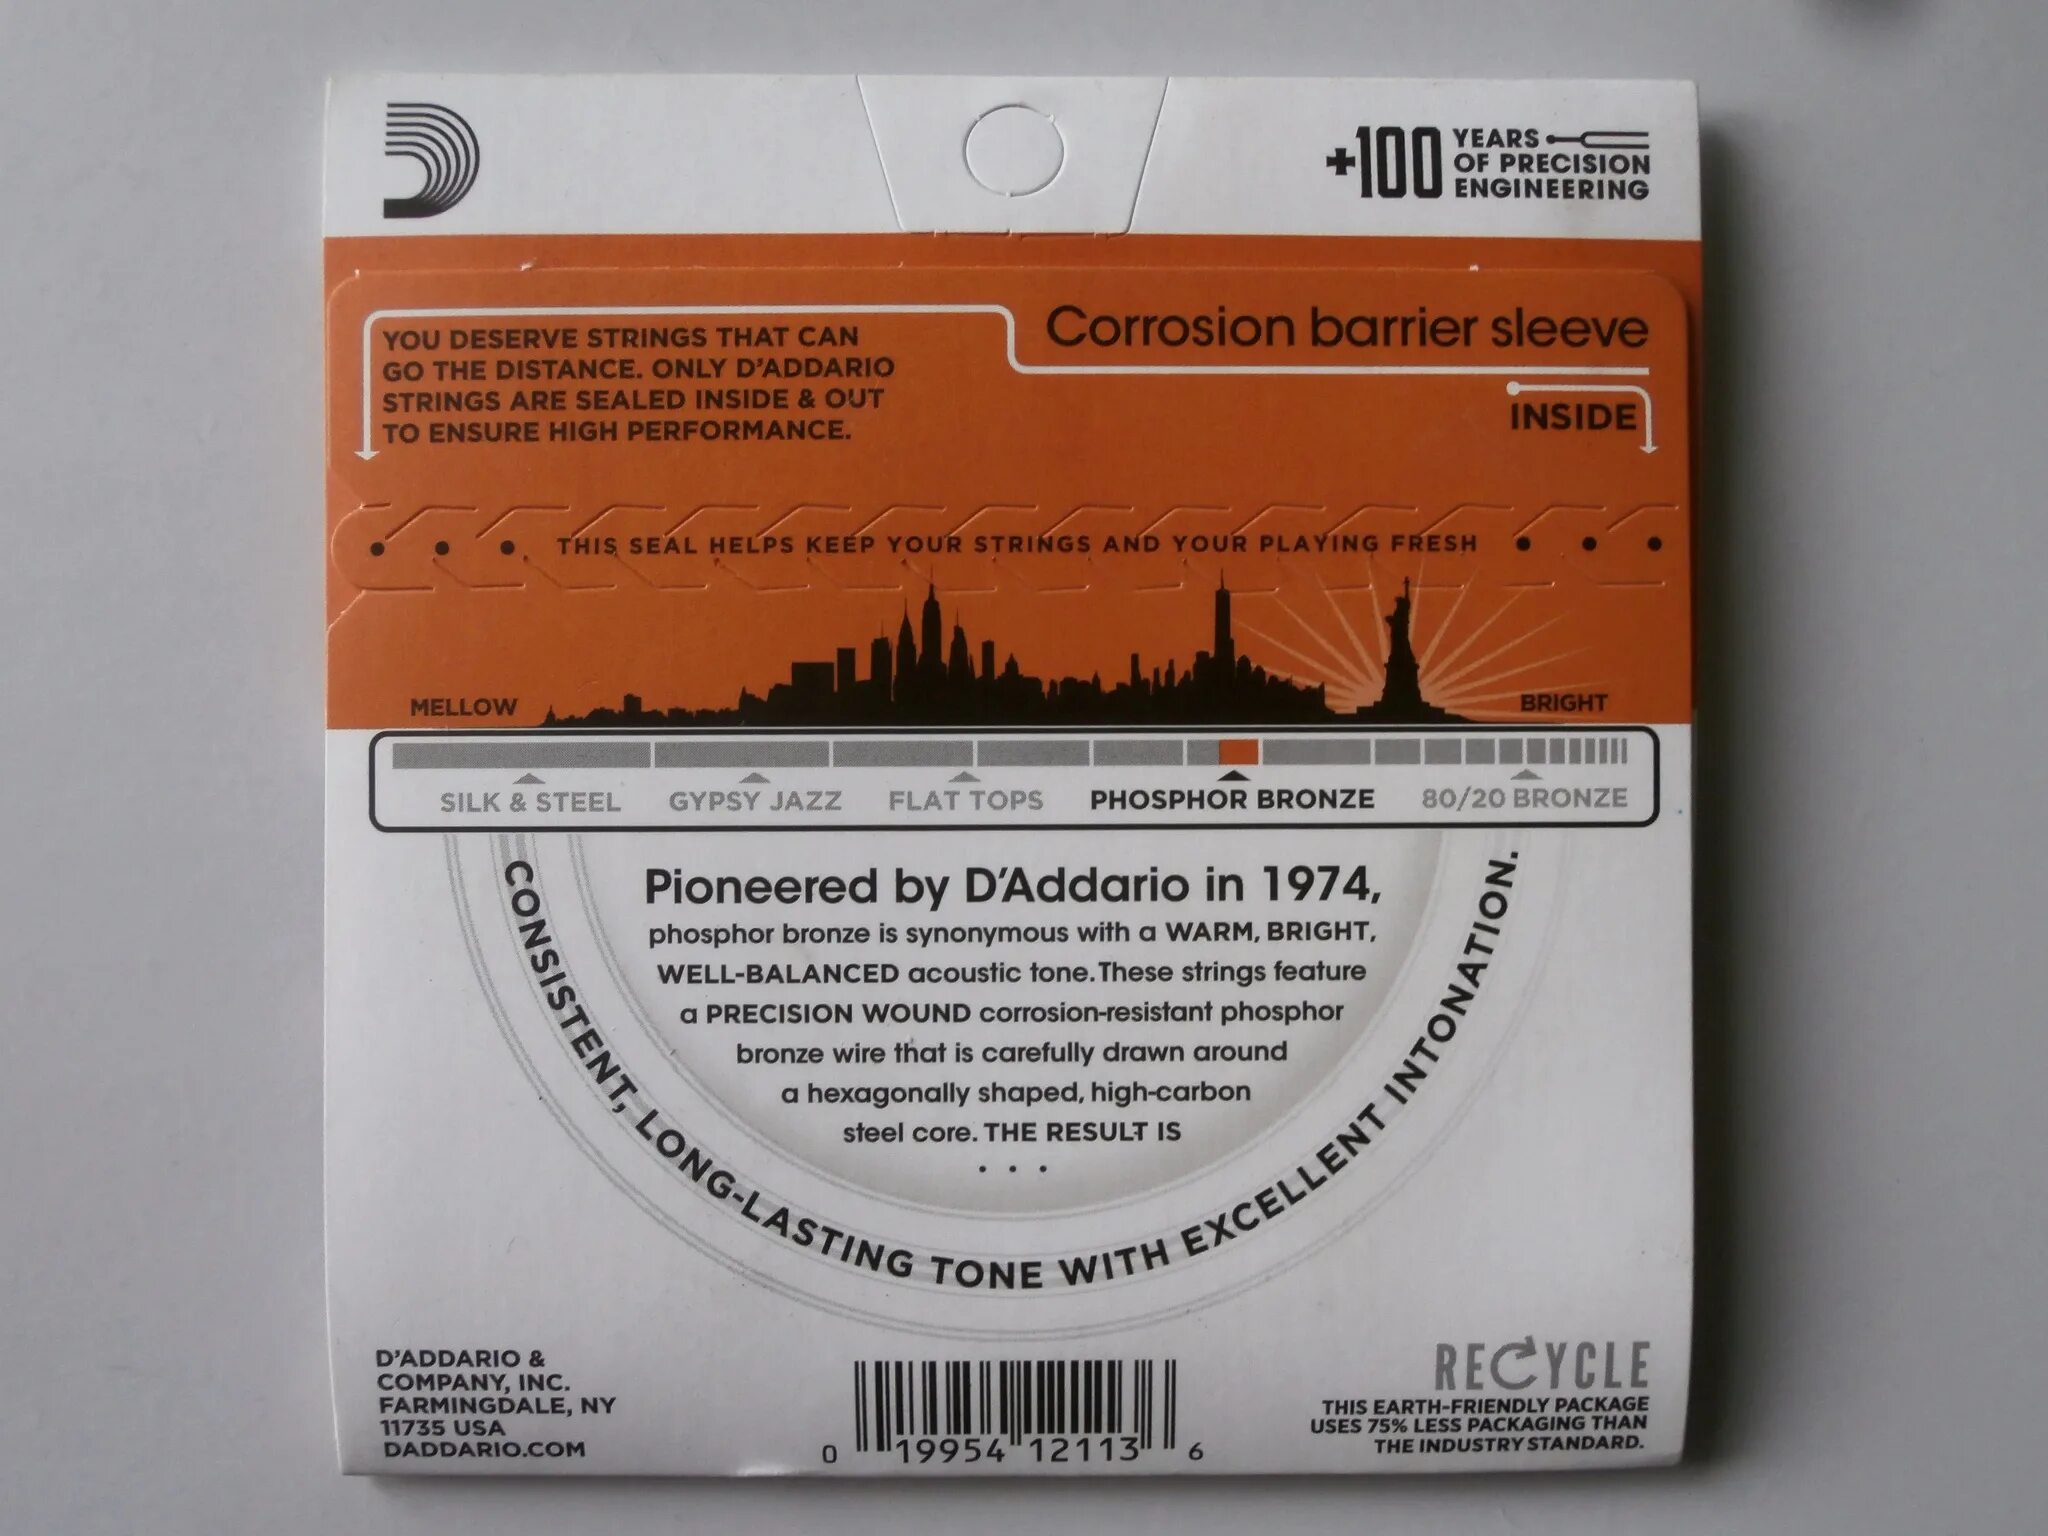 +100 YEARS
OF PRECISION
ENGINEERING
YOU DESERVE STRINGS THAT CAN
GO THE DISTANCE. ONLY D'ADDARIO
STRINGS ARE SEALED INSIDE & OUT
TO ENSURE HIGH PERFORMANCE.
Corrosion barrier sleeve
INSIDE
THIS SEAL HELPS KEEP YOUR STRINGS AND YOUR PLAYING FRESH
MELLOW
BRIGHT
SILK & STEEL
GYPSY JAZZ
FLAT TOPS
PHOSPHOR BRONZE
80/20 BRONZE
Pioneered by D'Addario in 1974,
phosphor bronze is synonymous with a WARM, BRIGHT,
WELL-BALANCED acoustic tone. These strings feature
a PRECISION WOUND corrosion-resistant phosphor
bronze wire that is carefully drawn around
a hexagonally shaped, high-carbon
steel core. THE RESULT IS
• • •
CONSISTENT, LONG-LASTING TONE WITH EXCELLENT INTONATION.
D'ADDARIO &
COMPANY, INC.
FARMINGDALE, NY
11735 USA
DADDARIO.COM
0 19954 12113 6
RECYCLE
THIS EARTH-FRIENDLY PACKAGE
USES 75% LESS PACKAGING THAN
THE INDUSTRY STANDARD.